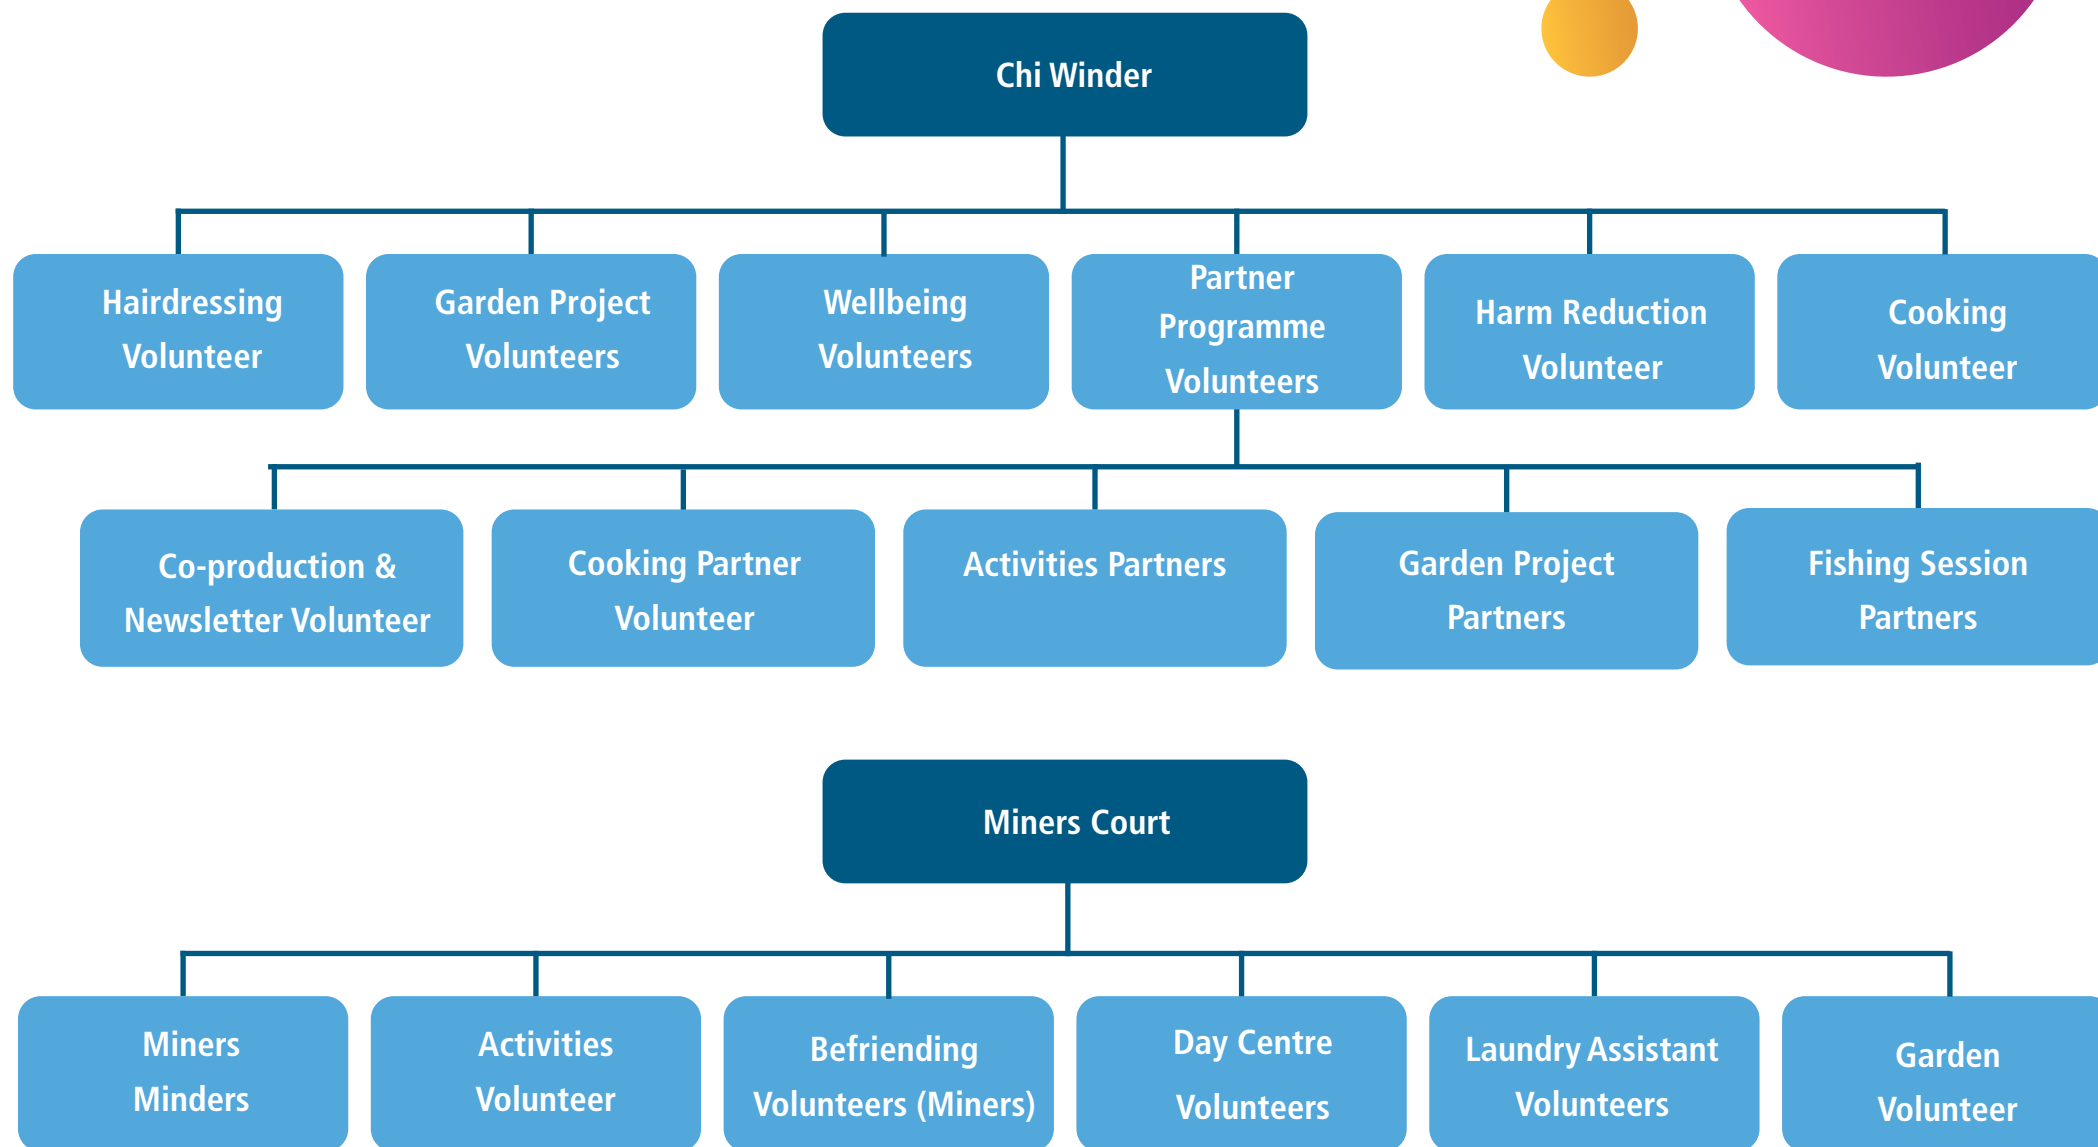 Chi Winder
Hairdressing
Volunteer
Garden Project
Volunteers
Wellbeing
Volunteers
Partner
Programme
Volunteers
Harm Reduction
Volunteer
Cooking
Volunteer
Co-production &
Newsletter Volunteer
Cooking Partner
Volunteer
Activities Partners
Garden Project
Partners
Fishing Session
Partners
Miners Court
Miners
Minders
Activities
Volunteer
Befriending
Volunteers (Miners)
Day Centre
Volunteers
Laundry Assistant
Volunteers
Garden
Volunteer